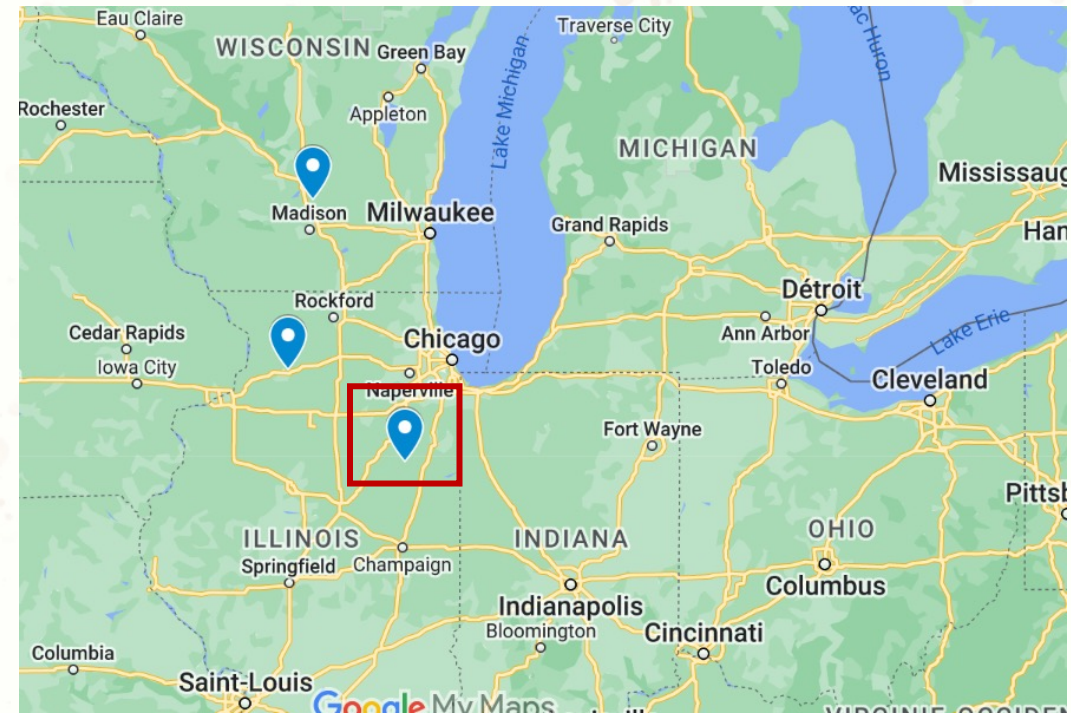 Eau Claire
Traverse City
WISCONSIN
Green Bay
Lake Michigan
Huron
Rochester
Appleton
MICHIGAN
Mississaug
Madison
Milwaukee
Grand Rapids
Han
Rockford
Détroit
Cedar Rapids
Chicago
Ann Arbor
Lake Erie
Iowa City
Naperville
Toledo
Cleveland
Fort Wayne
Pittsb
ILLINOIS
INDIANA
OHIO
Springfield
Champaign
Columbus
Indianapolis
Bloomington
Cincinnati
Columbia
Saint-Louis
Google My Maps
VIRGINIE-OCCIDEN